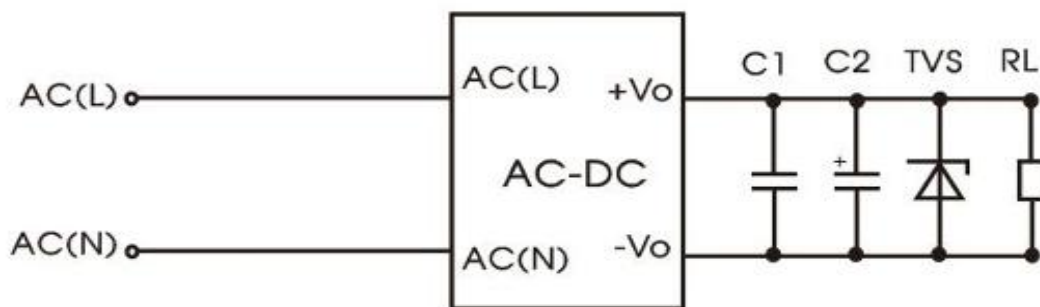 C1 C2 TVS RL
AC(L) AC(L) +Vo
AC-DC
+
AC(N) AC(N) -Vo